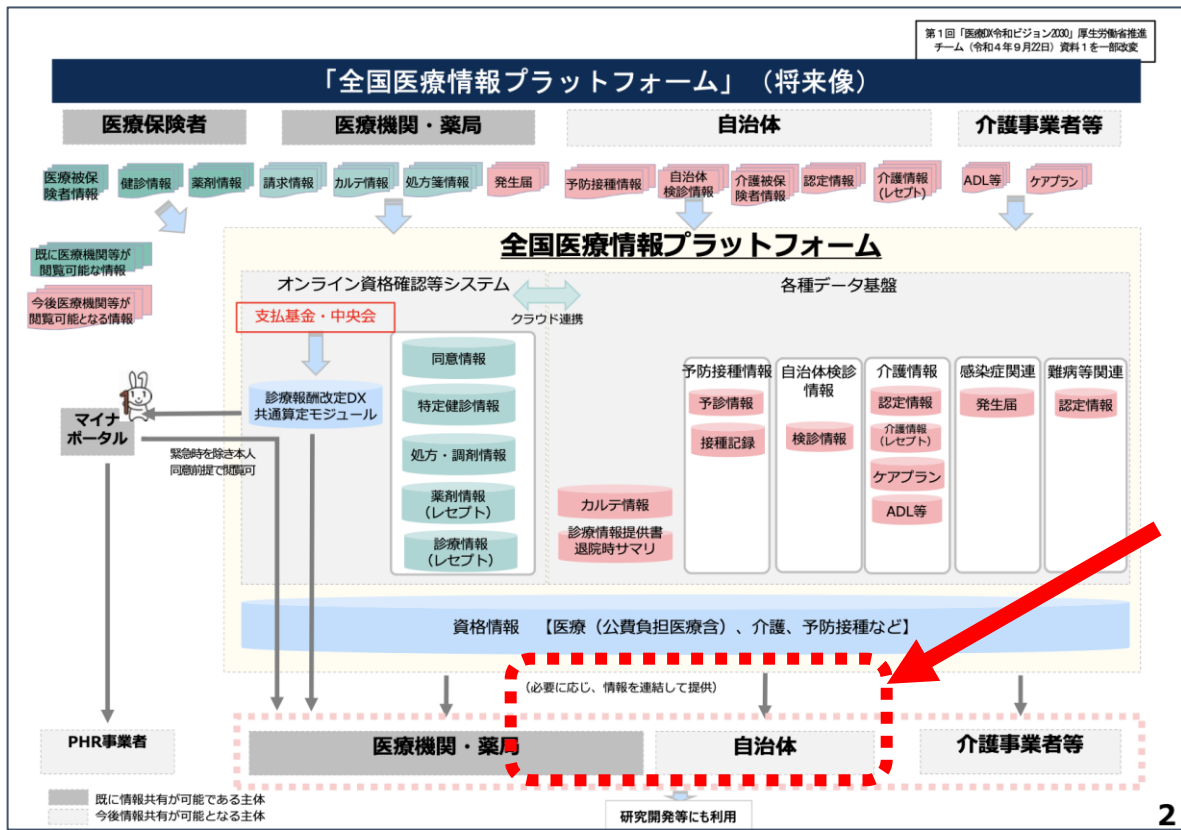 第1回「医療DX令和ビジョン2030」厚生労働省推進
チーム（令和4年9月22日）資料1を一部改変
「全国医療情報プラットフォーム」（将来像）
医療保険者
医療機関・薬局
自治体
介護事業者等
医療被保
険者情報
健診情報
薬剤情報
請求情報
カルテ情報
処方箋情報
発生届
予防接種情報
自治体
検診情報
介護被保
険者情報
認定情報
介護情報
（レセプト）
ADL等
ケアプラン
既に医療機関等が
閲覧可能な情報
今後医療機関等が
閲覧可能となる情報
全国医療情報プラットフォーム
オンライン資格確認等システム
各種データ基盤
クラウド連携
支払基金・中央会
診療報酬改定DX
共通算定モジュール
同意情報
特定健診情報
処方・調剤情報
薬剤情報
（レセプト）
診療情報
（レセプト）
カルテ情報
診療情報提供書
退院時サマリ
予防接種情報
予診情報
接種記録
自治体検診
情報
検診情報
介護情報
認定情報
介護情報
（レセプト）
ケアプラン
ADL等
感染症関連
発生届
難病等関連
認定情報
マイナ
ポータル
緊急時を除き本人
同意前提で閲覧可
資格情報　【医療（公費負担医療含）、介護、予防接種など】
（必要に応じ、情報を連結して提供）
PHR事業者
医療機関・薬局
自治体
介護事業者等
既に情報共有が可能である主体
今後情報共有が可能となる主体
研究開発等にも利用
2